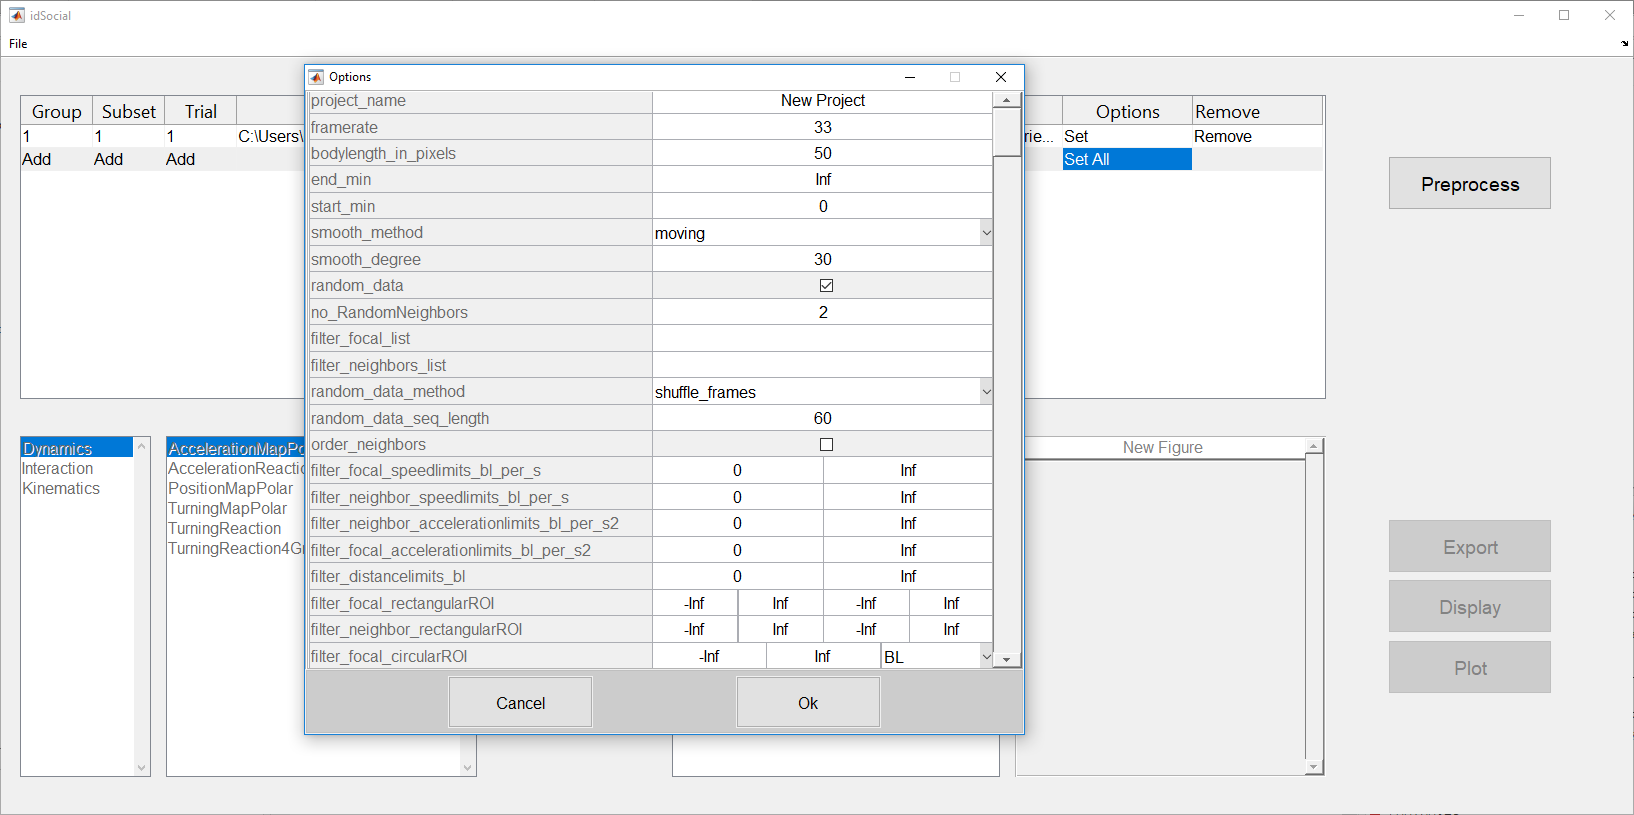 idSocial
File
Options
project_name New Project
framerate 33
bodylength_in_pixels 50
end_min Inf
start_min 0
smooth_method moving
smooth_degree 30
random_data
no_RandomNeighbors 2
filter_focal_list
filter_neighbors_list
random_data_method shuffle_frames
random_data_seq_length 60
order_neighbors
filter_focal_speedlimits_bl_per_s 0 Inf
filter_neighbor_speedlimits_bl_per_s 0 Inf
filter_neighbor_accelerationlimits_bl_per_s2 0 Inf
filter_focal_accelerationlimits_bl_per_s2 0 Inf
filter_distancelimits_bl 0 Inf
filter_focal_rectangularROI -Inf Inf -Inf Inf
filter_neighbor_rectangularROI -Inf Inf -Inf Inf
filter_focal_circularROI -Inf Inf BL
Cancel Ok
Group Subset Trial Options Remove
1 1 1 C:\Users\ rie... Set Remove
Add Add Add Set All
Preprocess
Dynamics
Interaction
Kinematics
AccelerationMapPo
AccelerationReactio
PositionMapPolar
TurningMapPolar
TurningReaction
TurningReaction4Gr
New Figure
Export
Display
Plot